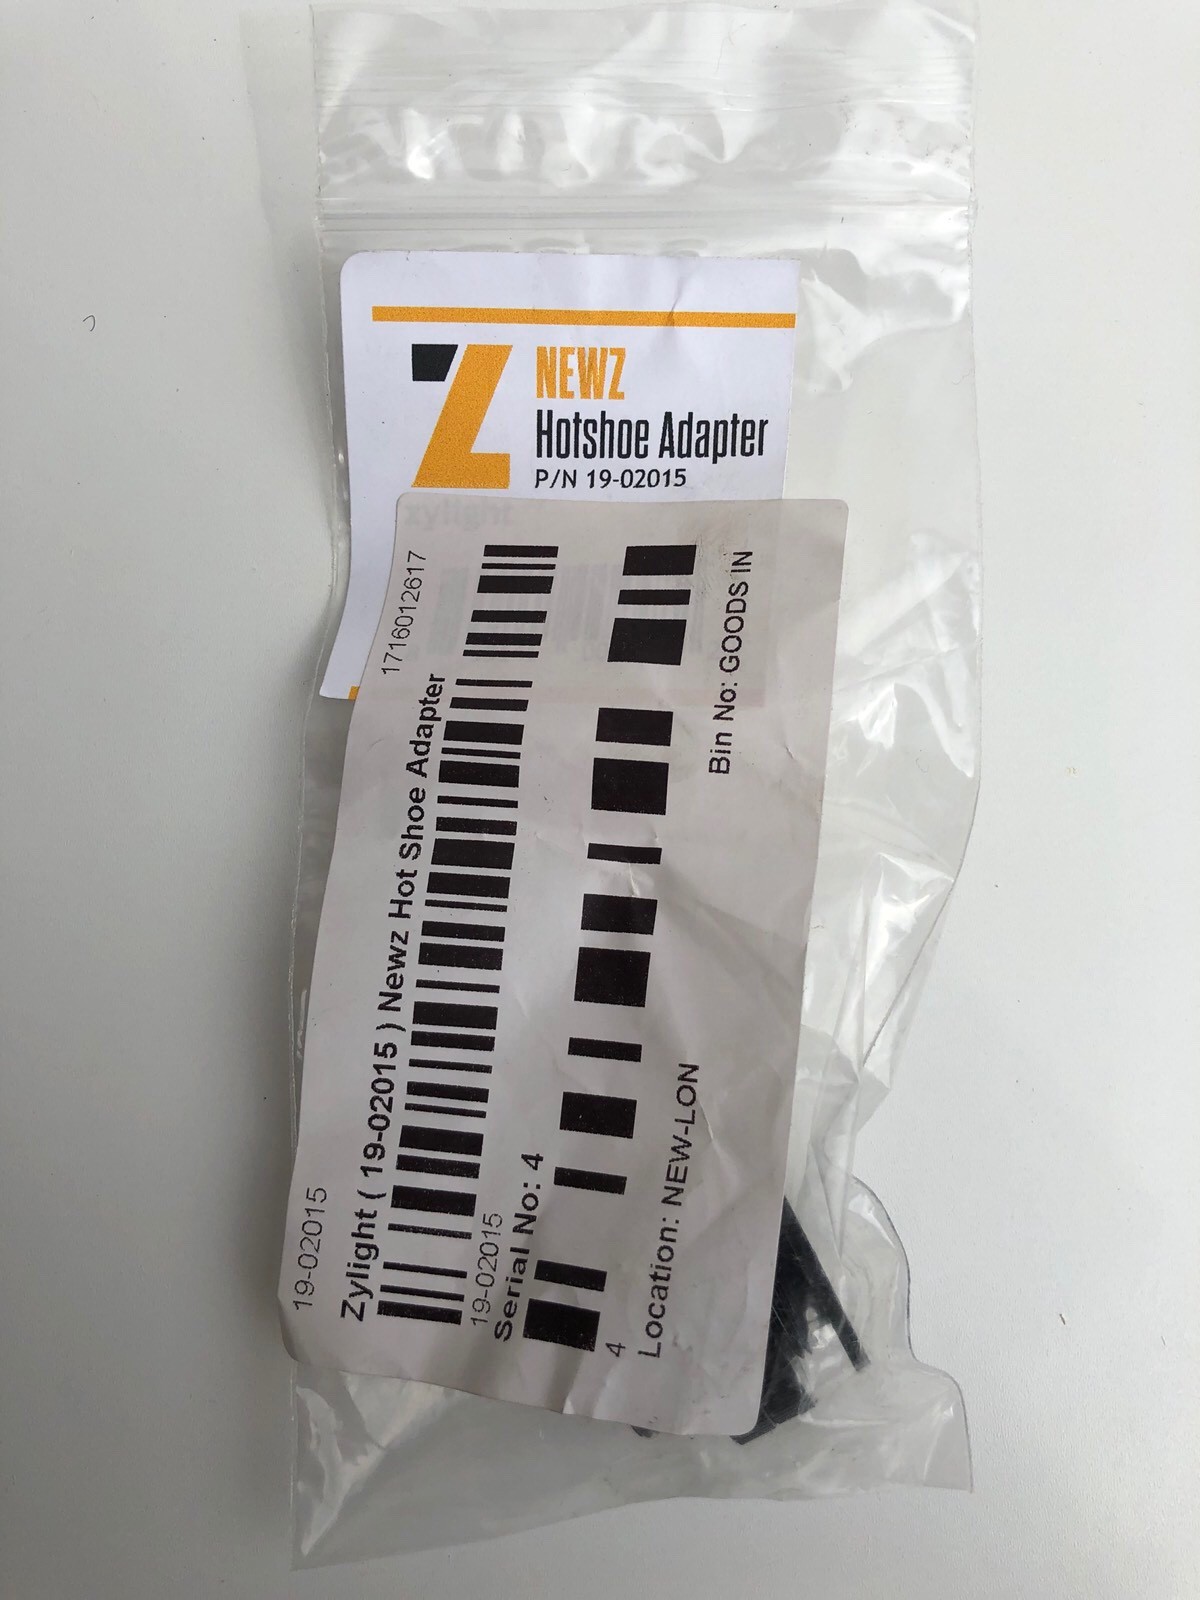 NEWZ
Hotshoe Adapter
P/N 19-02015
zylight
19-02015
1716012617
Zylight ( 19-02015 ) Newz Hot Shoe Adapter
19-02015
Serial No: 4
4
Location: NEW-LON
Bin No: GOODS IN